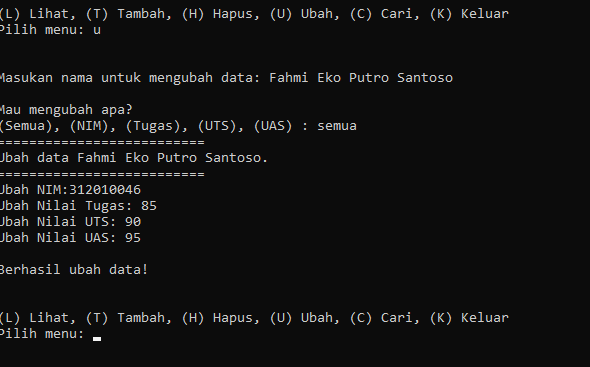 (L) Lihat, (T) Tambah, (H) Hapus, (U) Ubah, (C) Cari, (K) Keluar
Pilih menu: u
Masukan nama untuk mengubah data: Fahmi Eko Putro Santoso
Mau mengubah apa?
(Semua), (NIM), (Tugas), (UTS), (UAS) : semua
==========================
Ubah data Fahmi Eko Putro Santoso.
==========================
Ubah NIM:312010046
Ubah Nilai Tugas: 85
Ubah Nilai UTS: 90
Ubah Nilai UAS: 95
Berhasil ubah data!
(L) Lihat, (T) Tambah, (H) Hapus, (U) Ubah, (C) Cari, (K) Keluar
Pilih menu: